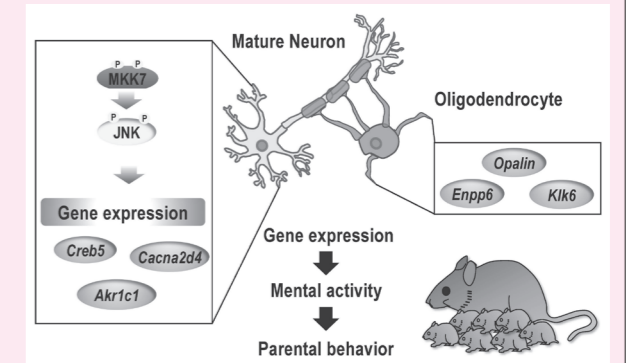 Mature Neuron
P P
MKK7
P P
JNK
Gene expression
Creb5
Cacna2d4
Akr1c1
Oligodendrocyte
Opalin
Enpp6
Klk6
Gene expression
Mental activity
Parental behavior